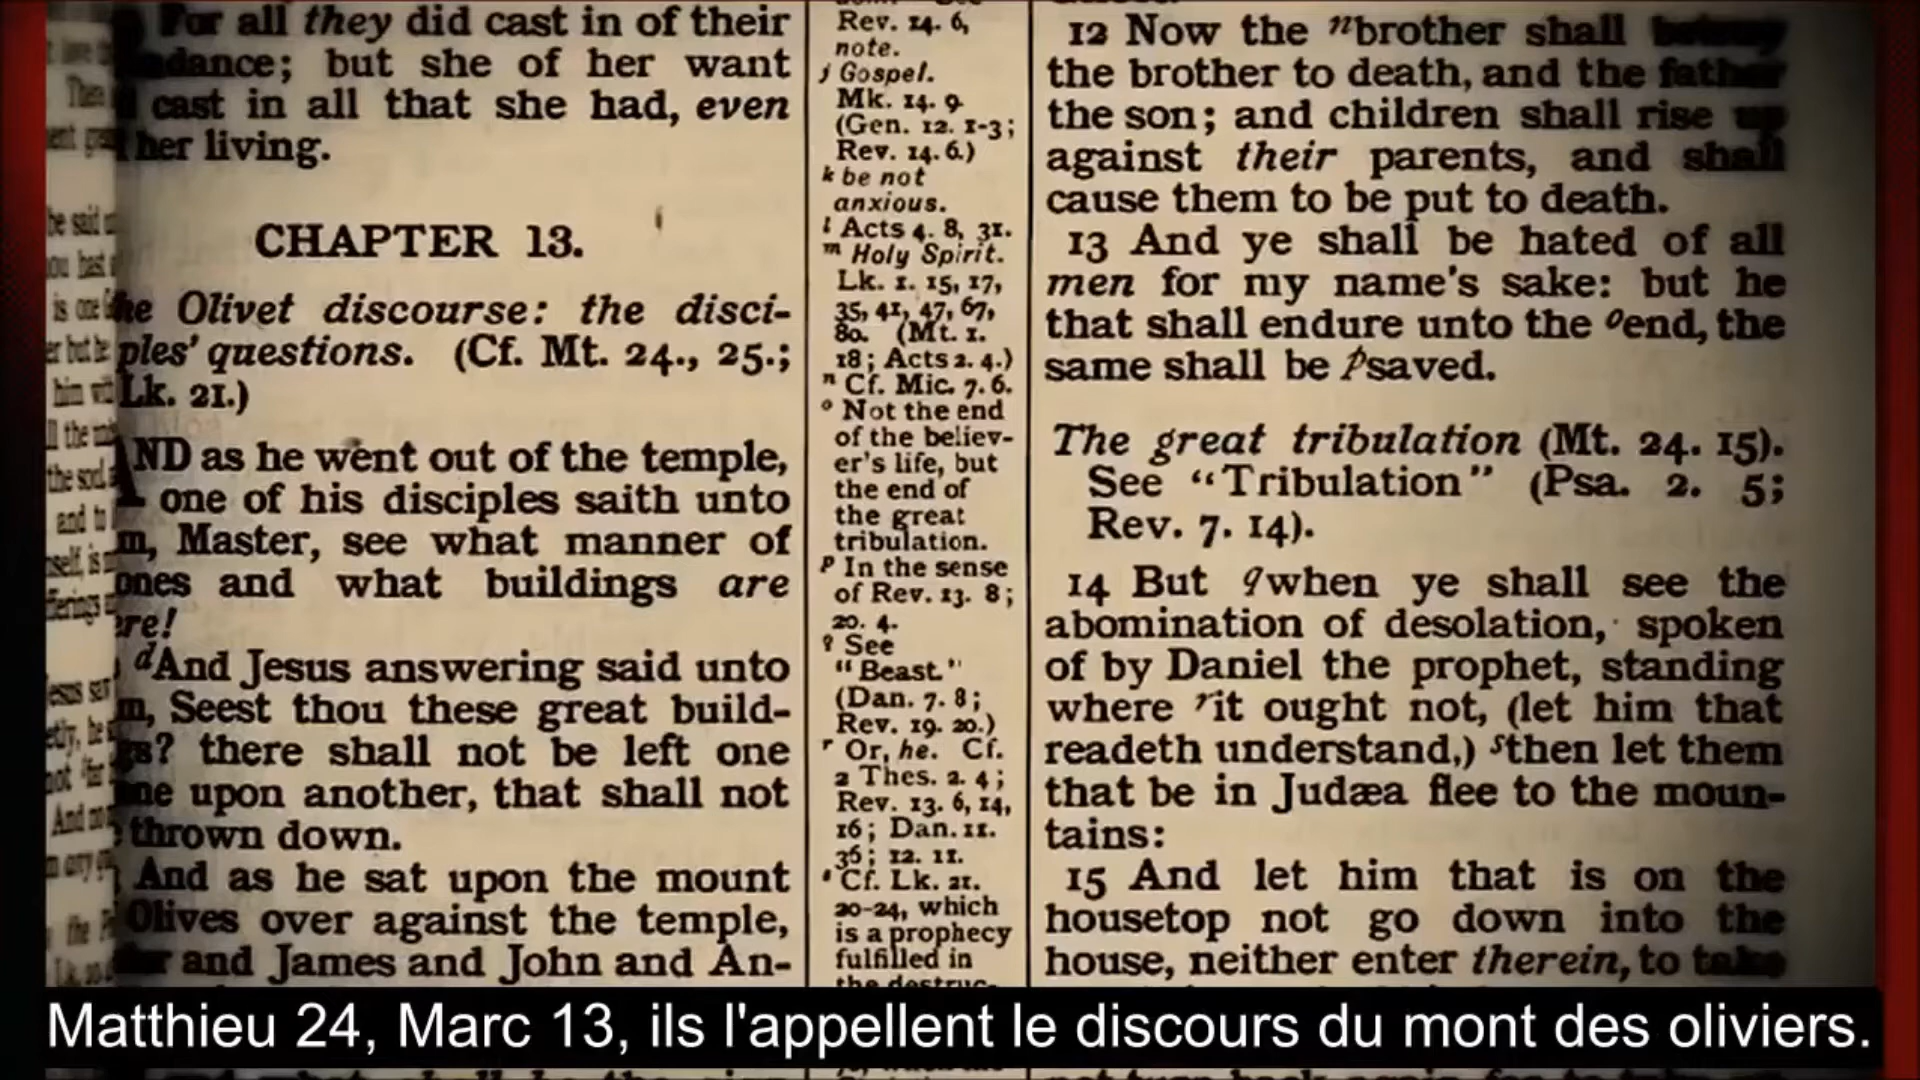 For all they did cast in of their
dance; but she of her want
cast in all that she had, even
her living.
CHAPTER 13.
he Olivet discourse: the disci-
ples' questions. (Cf. Mt. 24., 25.;
Lk. 21.)
AND as he went out of the temple,
one of his disciples saith unto
m, Master, see what manner of
ones and what buildings are
ere!
dAnd Jesus answering said unto
m, Seest thou these great build-
gs? there shall not be left one
ne upon another, that shall not
thrown down.
And as he sat upon the mount
Olives over against the temple,
and James and John and An-
Rev. 14. 6,
note.
j Gospel.
Mk. 14. 9
(Gen. 12. 1-3;
Rev. 14. 6.)
k be not
anxious.
l Acts 4. 8, 31.
m Holy Spirit.
Lk. 1. 15, 17,
35, 41, 47, 67,
80. (Mt. 1.
18; Acts 2. 4.)
n Cf. Mic. 7. 6.
o Not the end
of the believ-
er's life, but
the end of
the great
tribulation.
p In the sense
of Rev. 13. 8;
20. 4.
q See
"Beast."
(Dan. 7. 8;
Rev. 19. 20.)
r Or, he. Cf.
2 Thes. 2. 4;
Rev. 13. 6, 14,
16; Dan. 11.
36; 12. 11.
s Cf. Lk. 21.
20-24, which
is a prophecy
fulfilled in
the destruc-
12 Now the nbrother shall betray
the brother to death, and the father
the son; and children shall rise up
against their parents, and shall
cause them to be put to death.
13 And ye shall be hated of all
men for my name's sake: but he
that shall endure unto the oend, the
same shall be psaved.
The great tribulation (Mt. 24. 15).
See "Tribulation" (Psa. 2. 5;
Rev. 7. 14).
14 But qwhen ye shall see the
abomination of desolation, spoken
of by Daniel the prophet, standing
where rit ought not, (let him that
readeth understand,) sthen let them
that be in Judæa flee to the moun-
tains:
15 And let him that is on the
housetop not go down into the
house, neither enter therein, to take
Matthieu 24, Marc 13, ils l'appellent le discours du mont des oliviers.